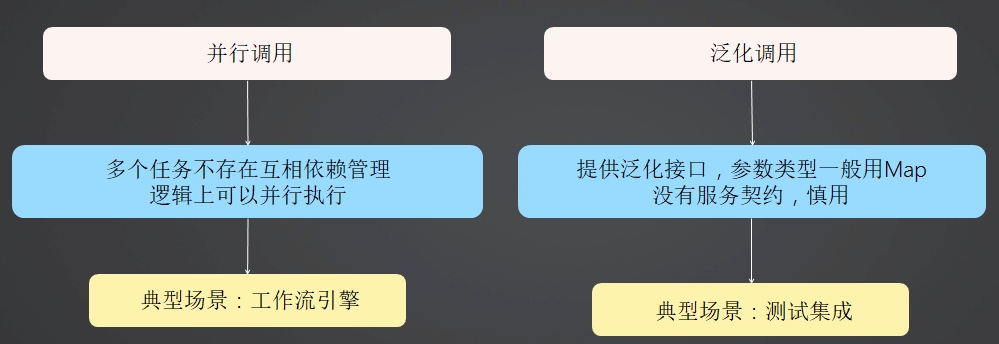 并行调用
多个任务不存在互相依赖管理
逻辑上可以并行执行
典型场景：工作流引擎
泛化调用
提供泛化接口，参数类型一般用Map
没有服务契约，慎用
典型场景：测试集成